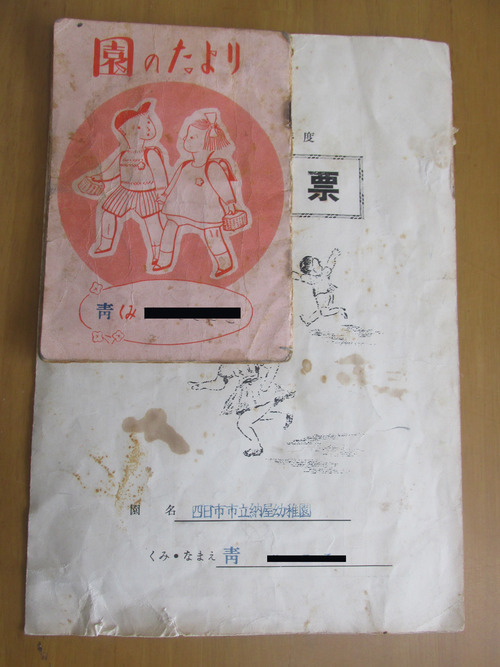 園のたより
青くみ
度
票
園 名 四日市市立納屋幼稚園
くみ・なまえ 青